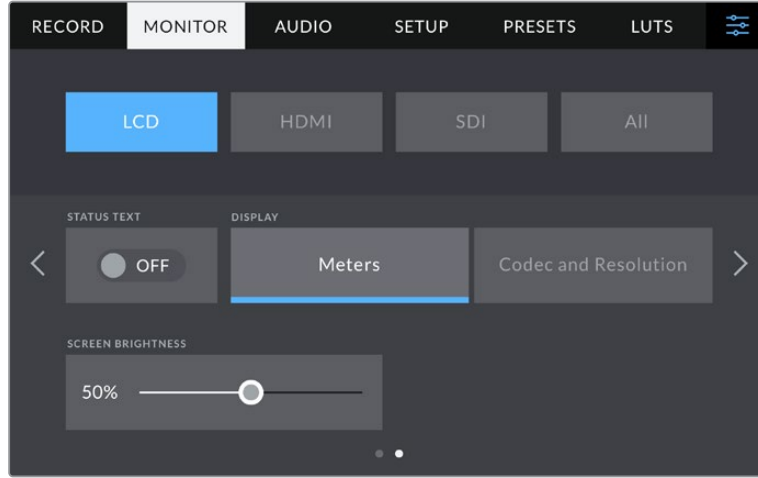 RECORD MONITOR AUDIO SETUP PRESETS LUTS
LCD HDMI SDI All
STATUS TEXT DISPLAY
OFF Meters Codec and Resolution
SCREEN BRIGHTNESS
50%